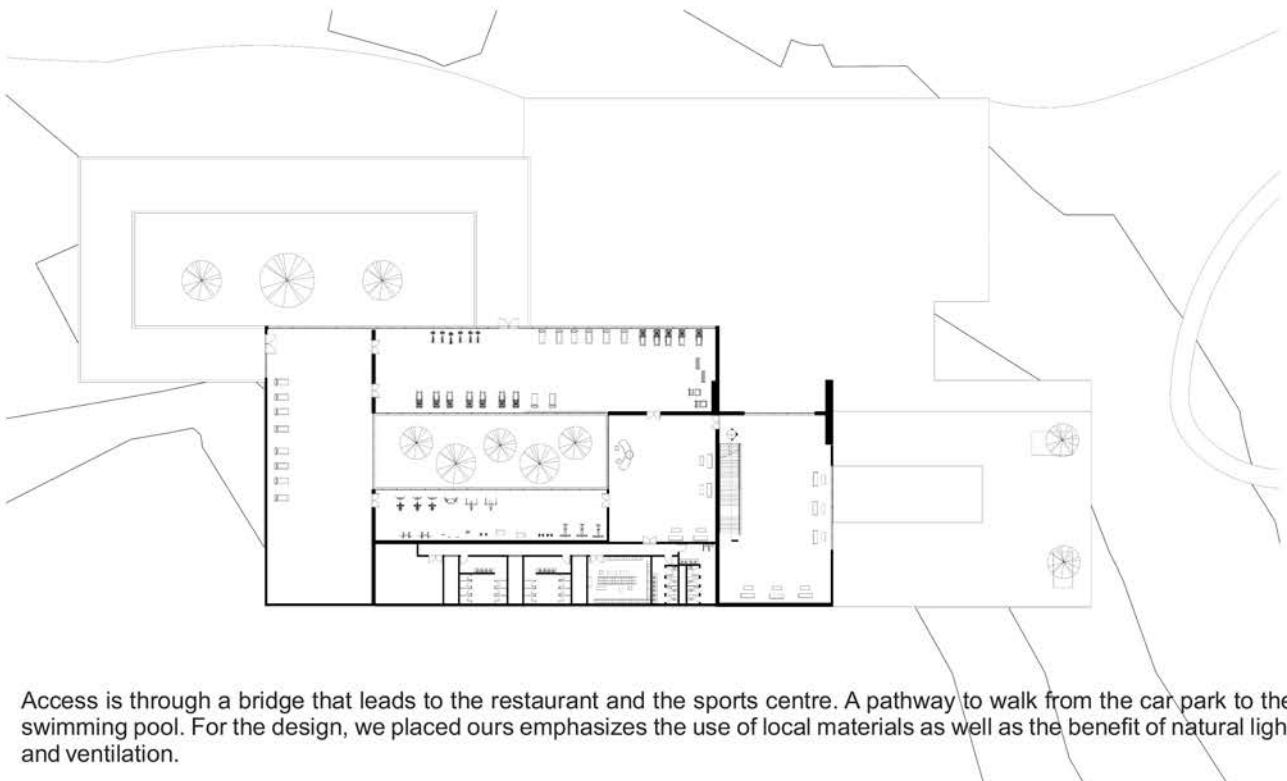 Access is through a bridge that leads to the restaurant and the sports centre. A pathway to walk from the car park to the
swimming pool. For the design, we placed ours emphasizes the use of local materials as well as the benefit of natural ligh
and ventilation.